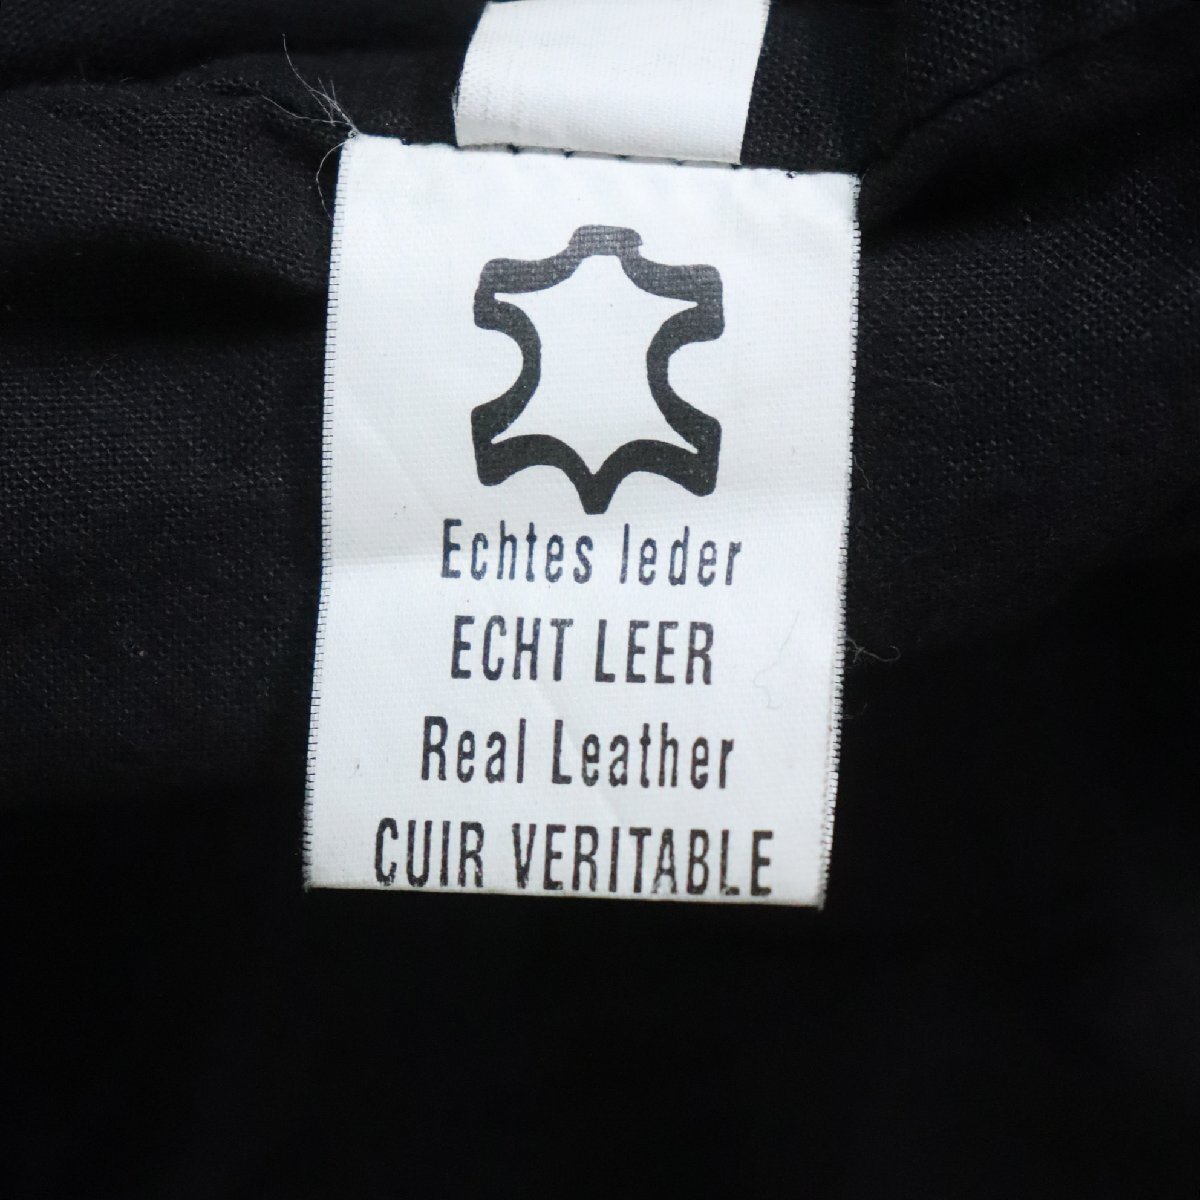 Echtes leder
ECHT LEER
Real Leather
CUIR VERITABLE